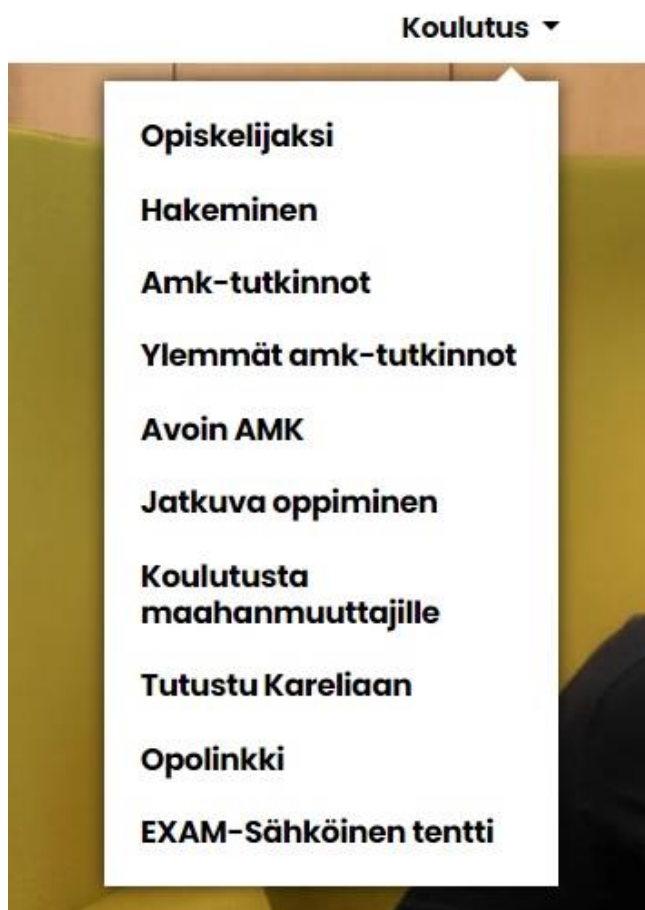 Koulutus
Opiskelijaksi
Hakeminen
Amk-tutkinnot
Ylemmät amk-tutkinnot
Avoin AMK
Jatkuva oppiminen
Koulutusta
maahanmuuttajille
Tutustu Kareliaan
Opolinkki
EXAM-Sähköinen tentti